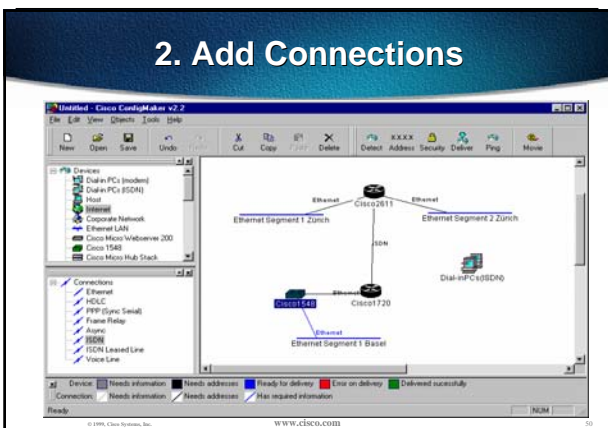 2. Add Connections
Untitled - Cisco ConfigMaker v2.2
File Edit View Objects Tools Help
New Open Save Undo Redo Cut Copy Paste Delete Detect Address Security Deliver Ping Movie
XXXX
Devices
Dial-in PCs (modem)
Dial-in PCs (ISDN)
Host
Internet
Corporate Network
Ethernet LAN
Cisco Micro Webserver 200
Cisco 1548
Cisco Micro Hub Stack
Connections
Ethernet
HDLC
PPP (Sync Serial)
Frame Relay
Async
ISDN
ISDN Leased Line
Voice Line
Ethernet
Cisco2611
Ethernet
Ethernet Segment 1 Zürich
Ethernet Segment 2 Zürich
ISDN
Dial-inPCs(ISDN)
Ethernet
Cisco1548
Cisco1720
Ethernet
Ethernet Segment 1 Basel
Device: Needs information Needs addresses Ready for delivery Error on delivery Delivered sucessfully
Connection: Needs information Needs addresses Has required information
Ready NUM
© 1999, Cisco Systems, Inc. www.cisco.com 50